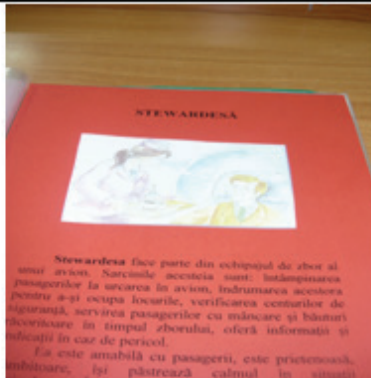 STEWARDESĂ
Stewardesa face parte din echipajul de zbor al
unui avion. Sarcinile acesteia sunt: întâmpinarea
pasagerilor la urcarea în avion, îndrumarea acestora
pentru a-și ocupa locurile, verificarea centurilor de
siguranță, servirea pasagerilor cu mâncare și băuturi
răcoritoare în timpul zborului, oferă informații și
indicații în caz de pericol.
Ea este amabilă cu pasagerii, este prietenoasă,
ambitoare, își păstrează calmul în situații